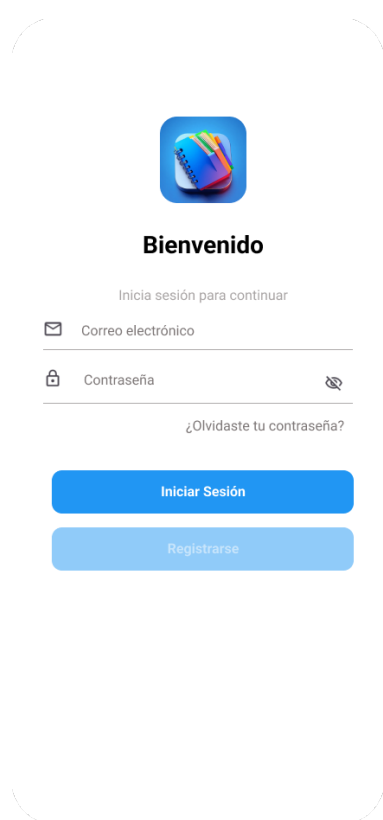 Bienvenido
Inicia sesión para continuar
Correo electrónico
Contraseña
¿Olvidaste tu contraseña?
Iniciar Sesión
Registrarse